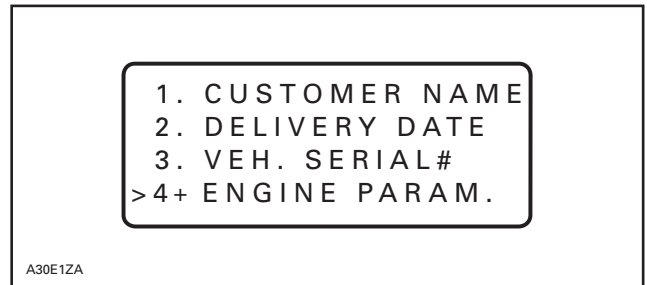 1. CUSTOMER NAME
2. DELIVERY DATE
3. VEH. SERIAL#
>4+ ENGINE PARAM.
A30E1ZA